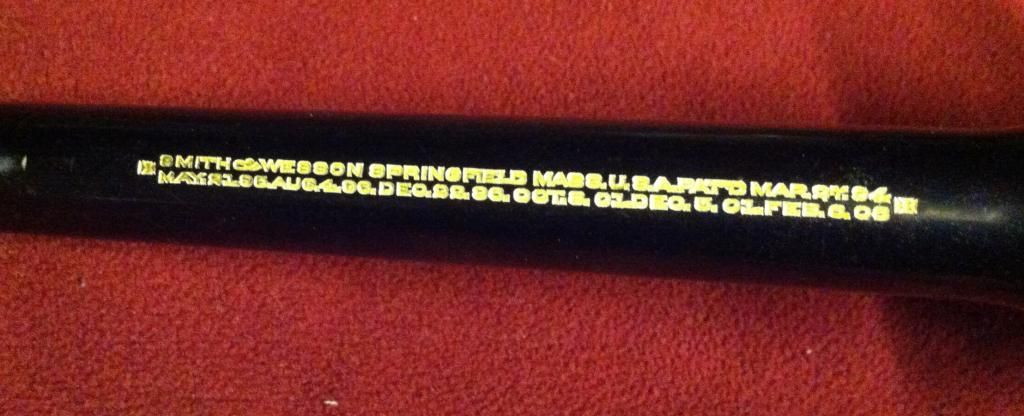 SMITH & WESSON SPRINGFIELD MASS. U.S.A. PAT'D MAR. 27. 94.
MAY. 21. 95. AUG. 4. 96. DEC. 22. 96. OCT. 8. 01. DEC. 5. 01. FEB. 6. 06